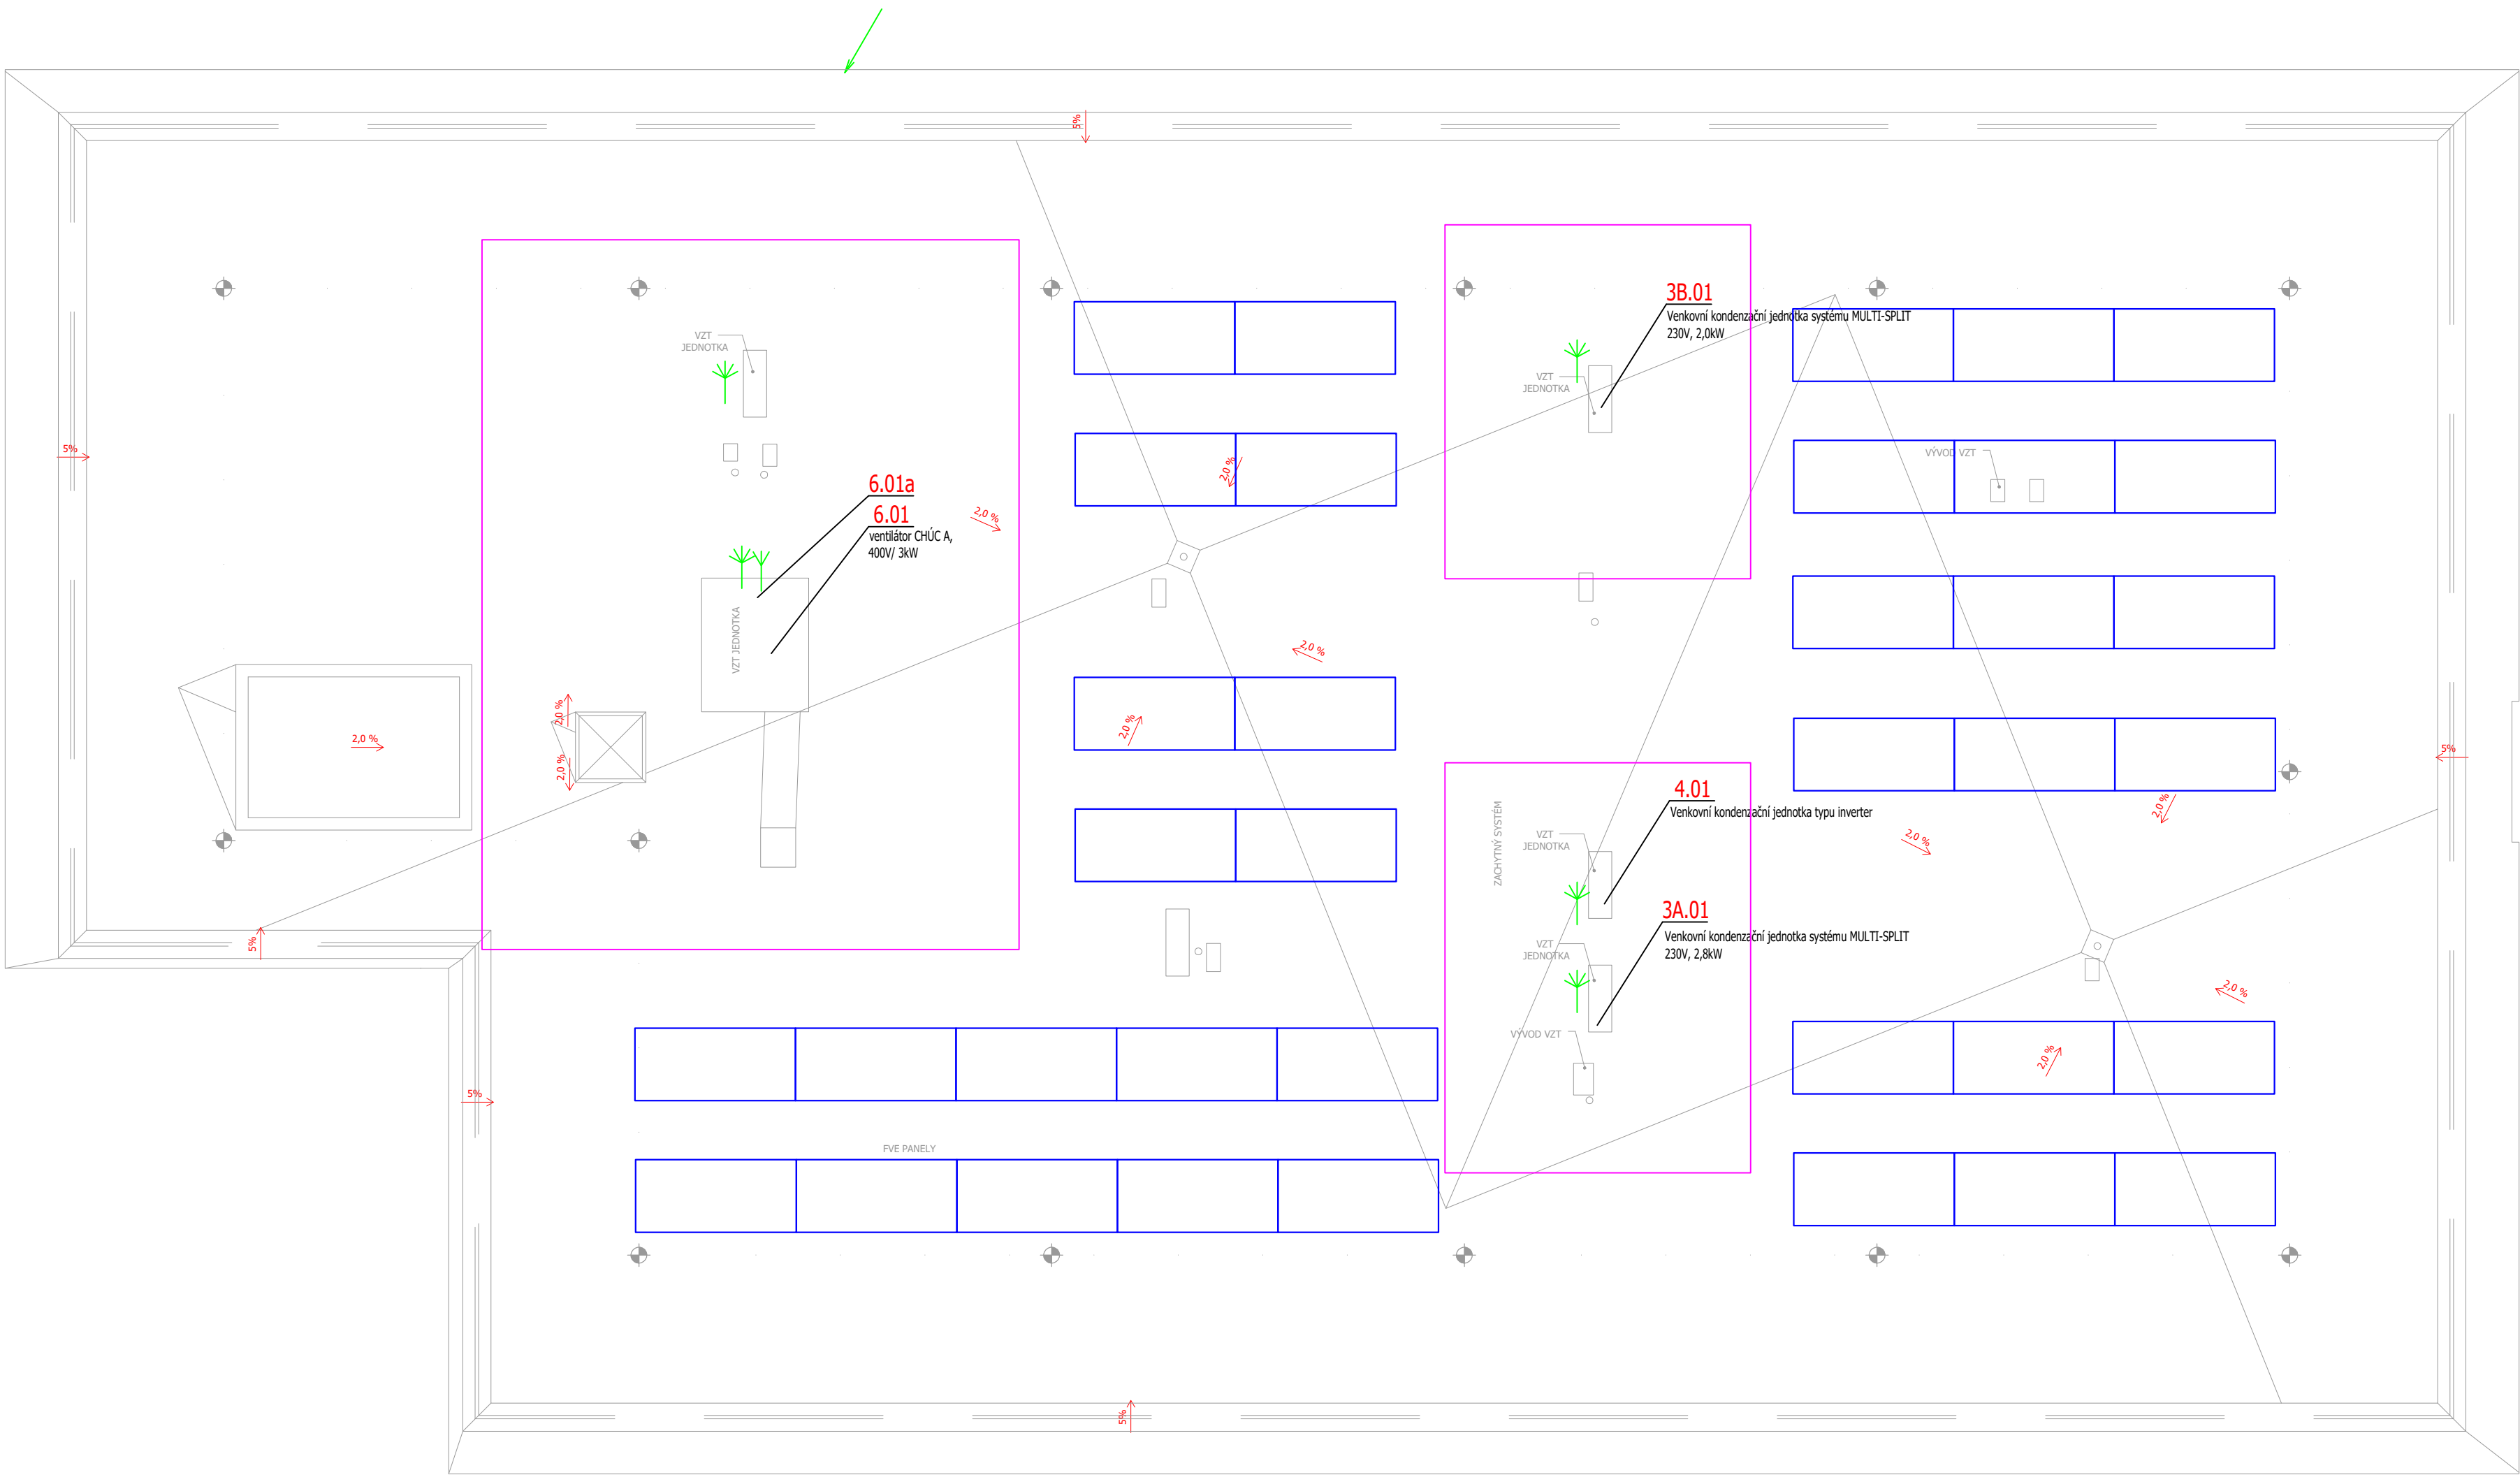 5%
3B.01
Venkovní kondenzační jednotka systému MULTI-SPLIT
230V, 2,0kW
VZT
JEDNOTKA
VZT
JEDNOTKA
5%
VÝVOD VZT
2,0 %
6.01a
6.01
ventilátor CHÚC A,
400V/ 3kW
2,0 %
VZT JEDNOTKA
2,0 %
2,0 %
2,0 %
2,0 %
2,0 %
5%
4.01
Venkovní kondenzační jednotka typu inverter
ZACHYTNÝ SYSTÉM
VZT
JEDNOTKA
2,0 %
2,0 %
3A.01
Venkovní kondenzační jednotka systému MULTI-SPLIT
230V, 2,8kW
VZT
JEDNOTKA
5%
2,0 %
VÝVOD VZT
2,0 %
5%
FVE PANELY
5%